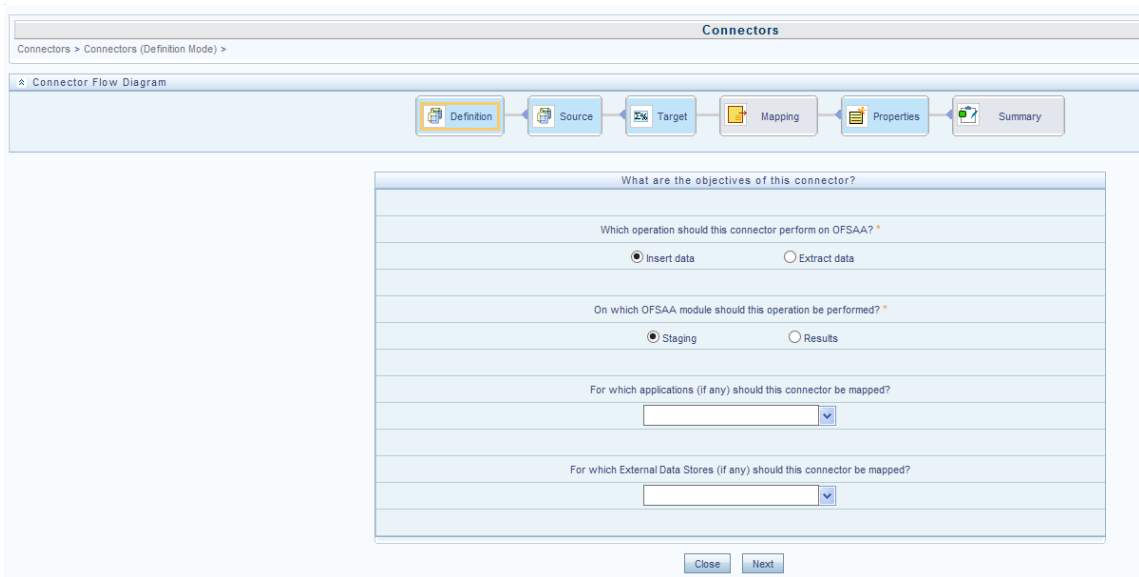 Connectors
Connectors > Connectors (Definition Mode) >
Connector Flow Diagram
Definition
Source
Σ% Target
Mapping
Properties
Summary
What are the objectives of this connector?
Which operation should this connector perform on OFSAA? *
Insert data Extract data
On which OFSAA module should this operation be performed? *
Staging Results
For which applications (if any) should this connector be mapped?
For which External Data Stores (if any) should this connector be mapped?
Close Next